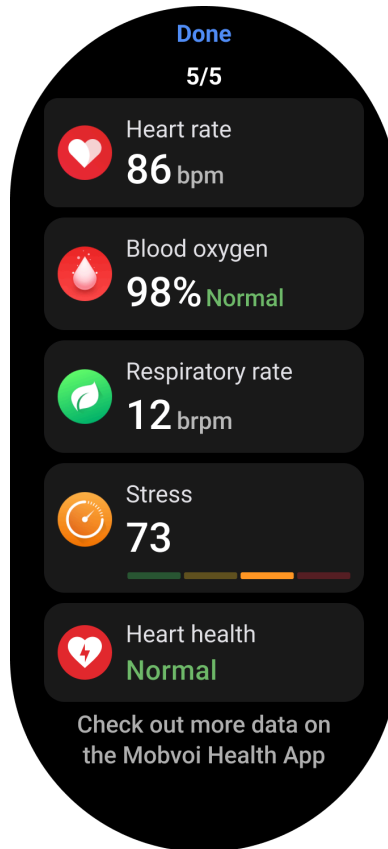 Done
5/5
Heart rate
86 bpm
Blood oxygen
98% Normal
Respiratory rate
12 brpm
Stress
73
Heart health
Normal
Check out more data on
the Mobvoi Health App